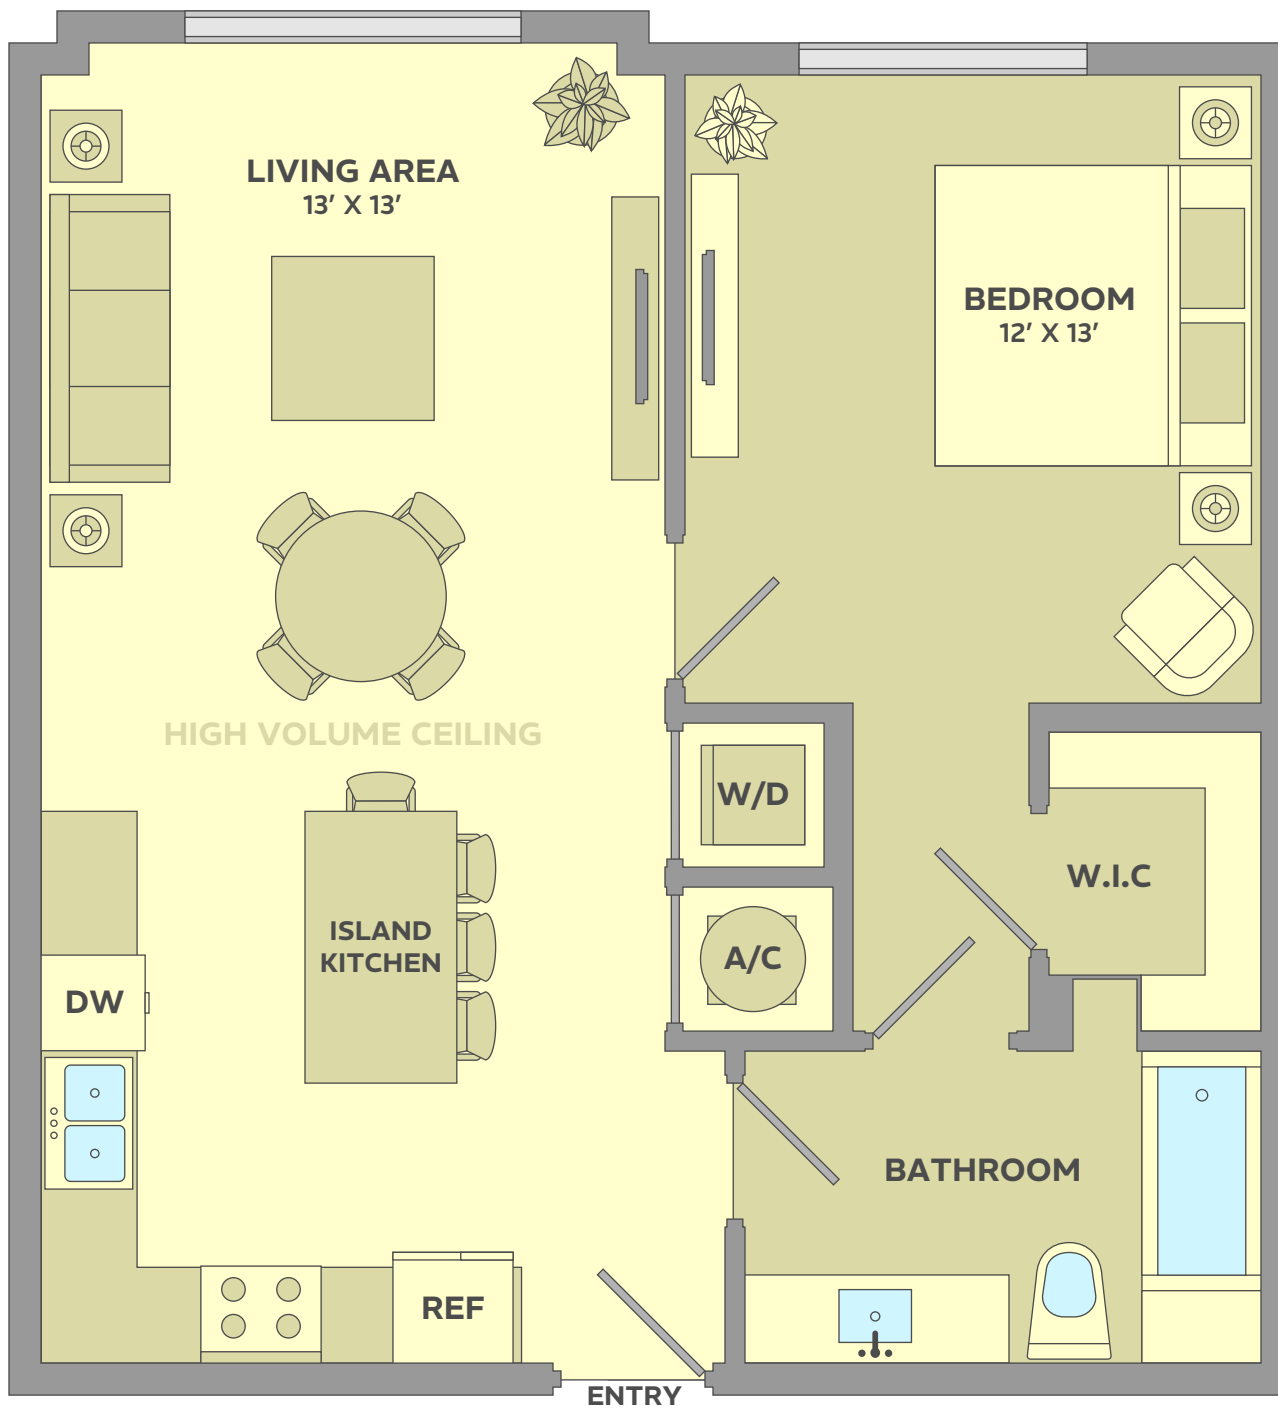 LIVING AREA
13' X 13'
BEDROOM
12' X 13'
HIGH VOLUME CEILING
W/D
W.I.C
ISLAND
KITCHEN
A/C
DW
BATHROOM
REF
ENTRY